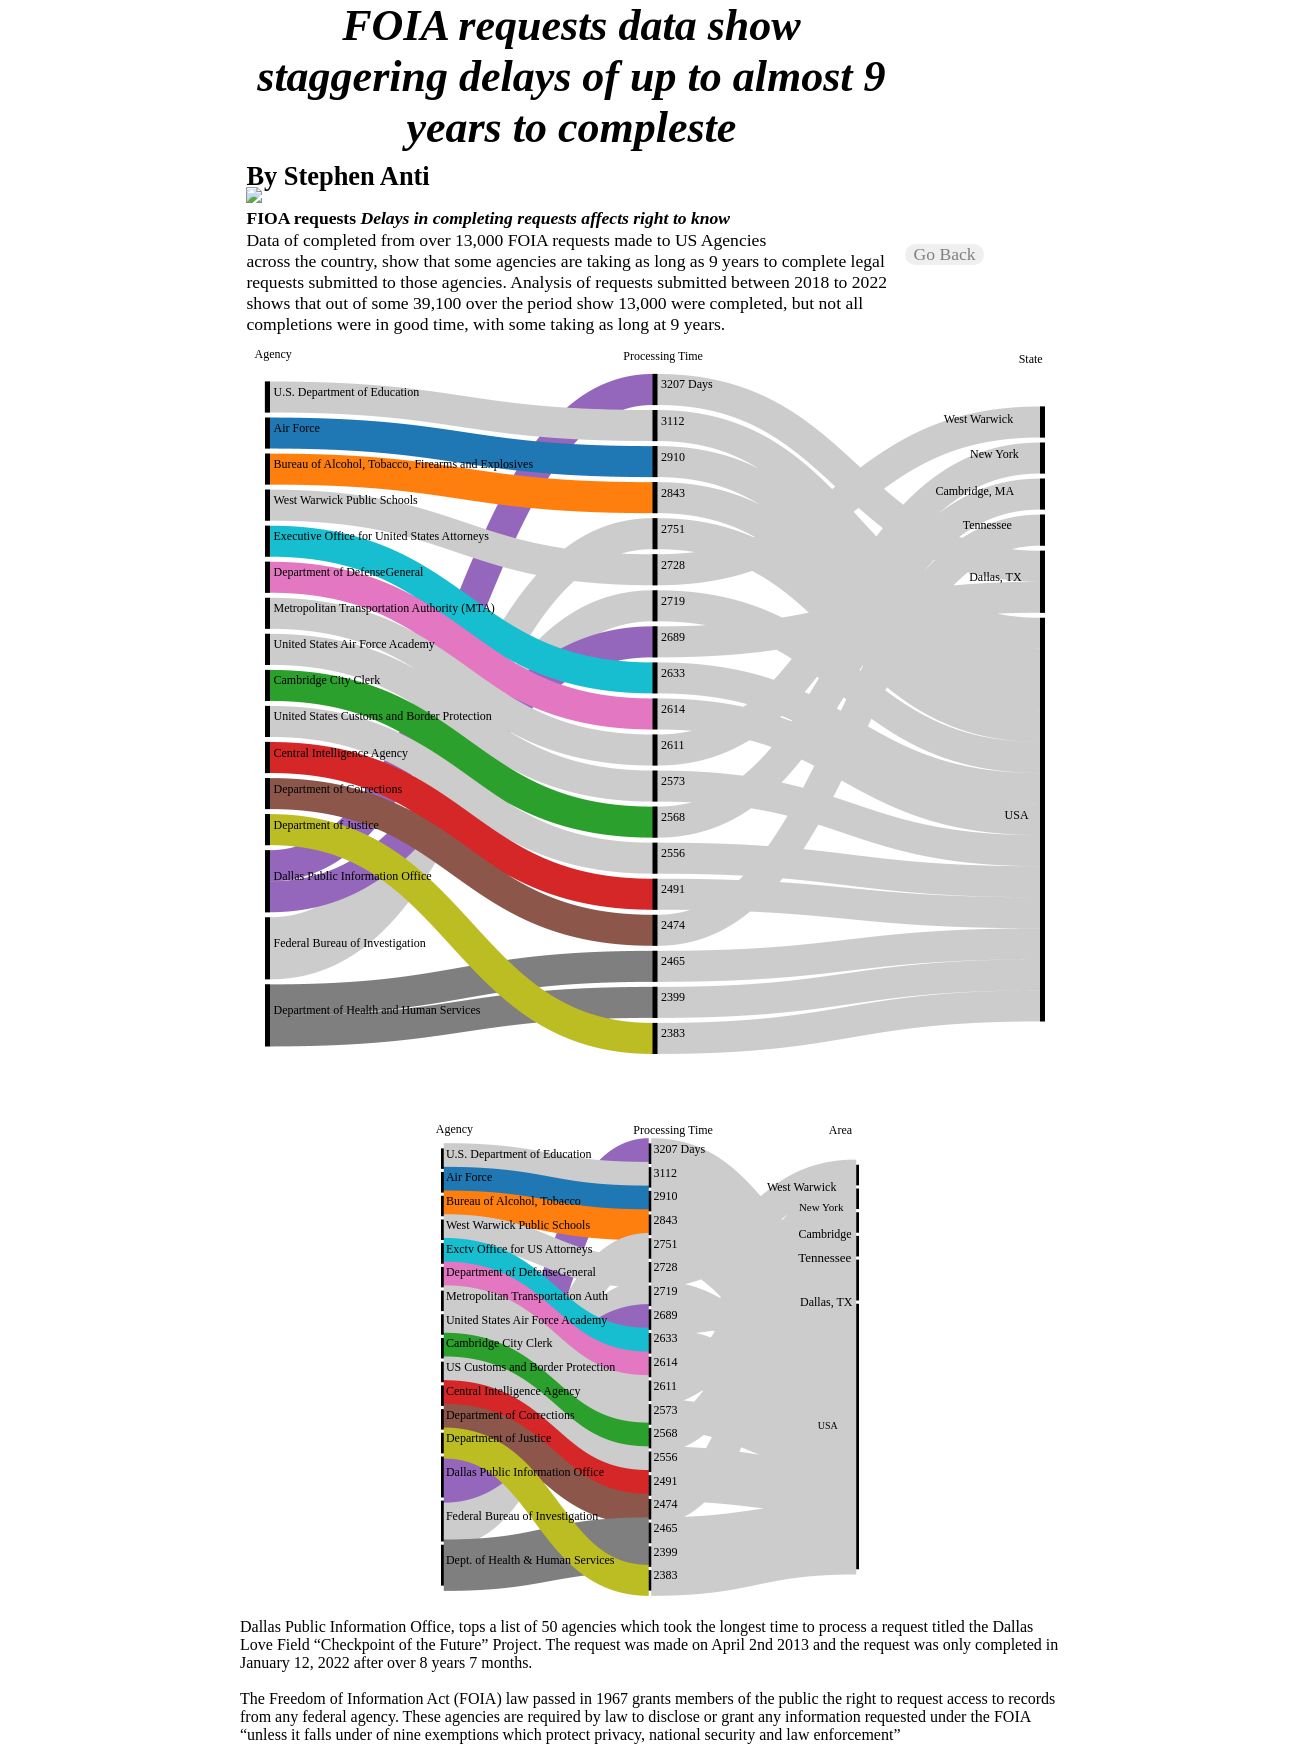 FOIA requests data show
staggering delays of up to almost 9
years to compleste
By Stephen Anti
FIOA requests Delays in completing requests affects right to know
Data of completed from over 13,000 FOIA requests made to US Agencies
across the country, show that some agencies are taking as long as 9 years to complete legal
requests submitted to those agencies. Analysis of requests submitted between 2018 to 2022
shows that out of some 39,100 over the period show 13,000 were completed, but not all
completions were in good time, with some taking as long at 9 years.
Go Back
Agency
Processing Time
State
U.S. Department of Education
Air Force
Bureau of Alcohol, Tobacco, Firearms and Explosives
West Warwick Public Schools
Executive Office for United States Attorneys
Department of DefenseGeneral
Metropolitan Transportation Authority (MTA)
United States Air Force Academy
Cambridge City Clerk
United States Customs and Border Protection
Central Intelligence Agency
Department of Corrections
Department of Justice
Dallas Public Information Office
Federal Bureau of Investigation
Department of Health and Human Services
3207 Days
3112
2910
2843
2751
2728
2719
2689
2633
2614
2611
2573
2568
2556
2491
2474
2465
2399
2383
West Warwick
New York
Cambridge, MA
Tennessee
Dallas, TX
USA
Agency
Processing Time
Area
U.S. Department of Education
Air Force
Bureau of Alcohol, Tobacco
West Warwick Public Schools
Exctv Office for US Attorneys
Department of DefenseGeneral
Metropolitan Transportation Auth
United States Air Force Academy
Cambridge City Clerk
US Customs and Border Protection
Central Intelligence Agency
Department of Corrections
Department of Justice
Dallas Public Information Office
Federal Bureau of Investigation
Dept. of Health & Human Services
3207 Days
3112
2910
2843
2751
2728
2719
2689
2633
2614
2611
2573
2568
2556
2491
2474
2465
2399
2383
West Warwick
New York
Cambridge
Tennessee
Dallas, TX
USA
Dallas Public Information Office, tops a list of 50 agencies which took the longest time to process a request titled the Dallas
Love Field “Checkpoint of the Future” Project. The request was made on April 2nd 2013 and the request was only completed in
January 12, 2022 after over 8 years 7 months.
The Freedom of Information Act (FOIA) law passed in 1967 grants members of the public the right to request access to records
from any federal agency. These agencies are required by law to disclose or grant any information requested under the FOIA
“unless it falls under of nine exemptions which protect privacy, national security and law enforcement”